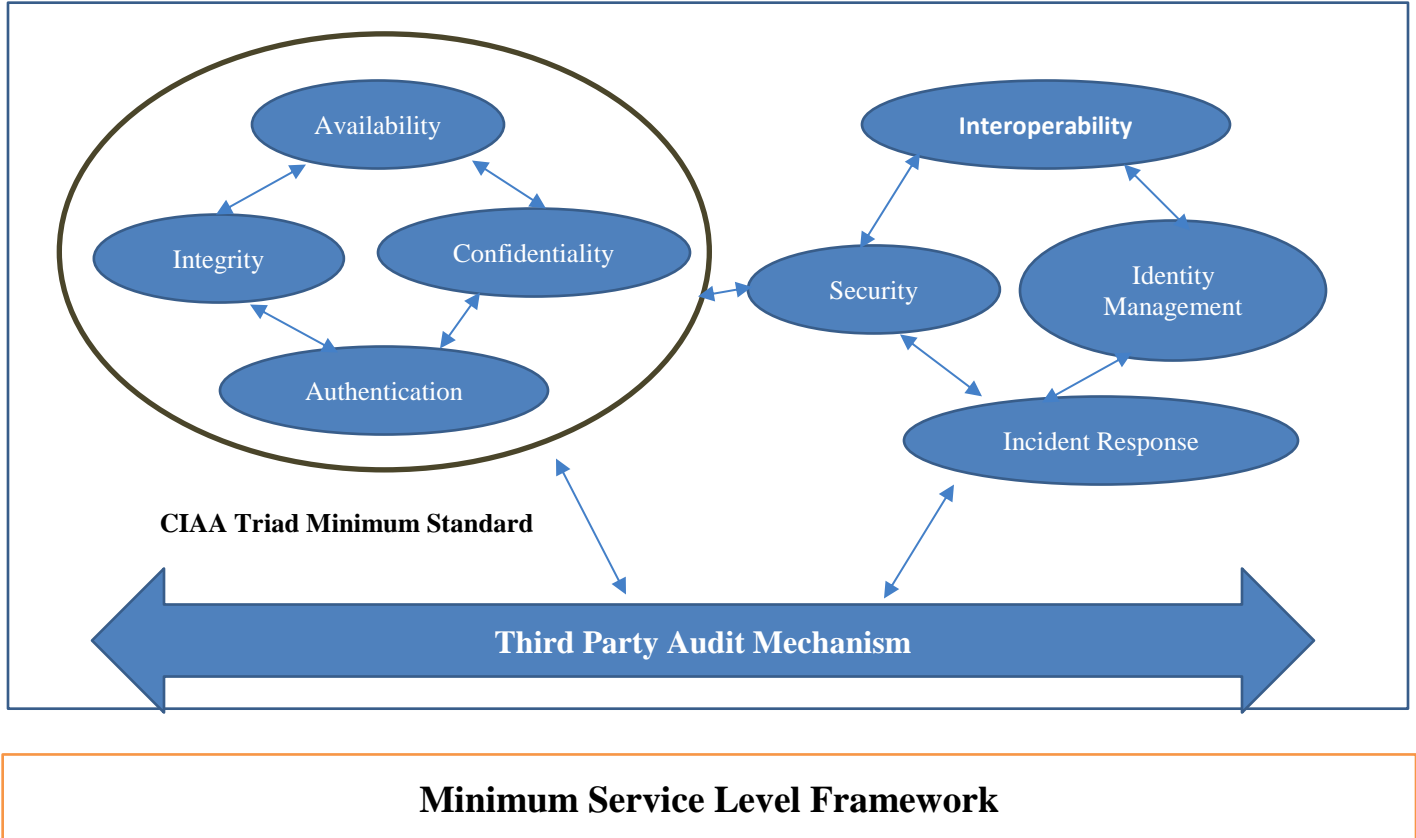 Availability
Integrity
Confidentiality
Authentication
CIAA Triad Minimum Standard
Interoperability
Security
Identity
Management
Incident Response
Third Party Audit Mechanism
Minimum Service Level Framework